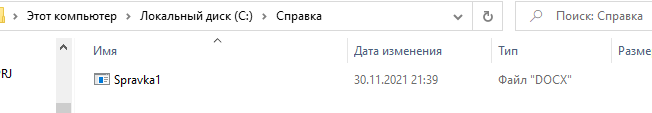 Этот компьютер > Локальный диск (C:) > Справка
Поиск: Справка
Имя Дата изменения Тип Разме
PRJ
Spravka1 30.11.2021 21:39 Файл "DOCX"